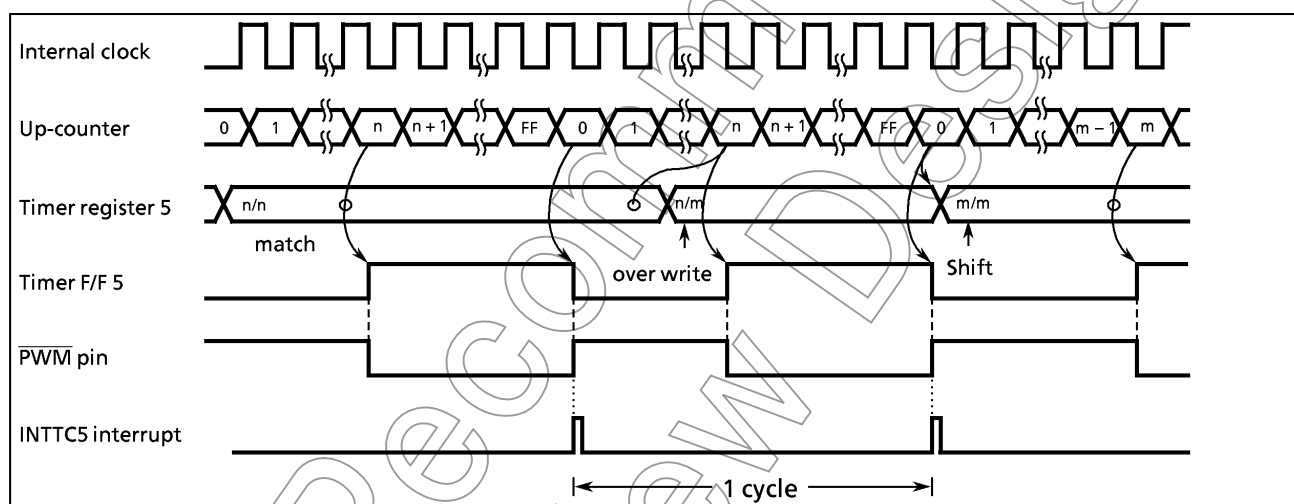 Internal clock
Up-counter 0 1 n n + 1 FF 0 1 n n + 1 FF 0 1 m − 1 m
Timer register 5 n/n n/m m/m
match
over write
Shift
Timer F/F 5
PWM pin
INTTC5 interrupt
1 cycle